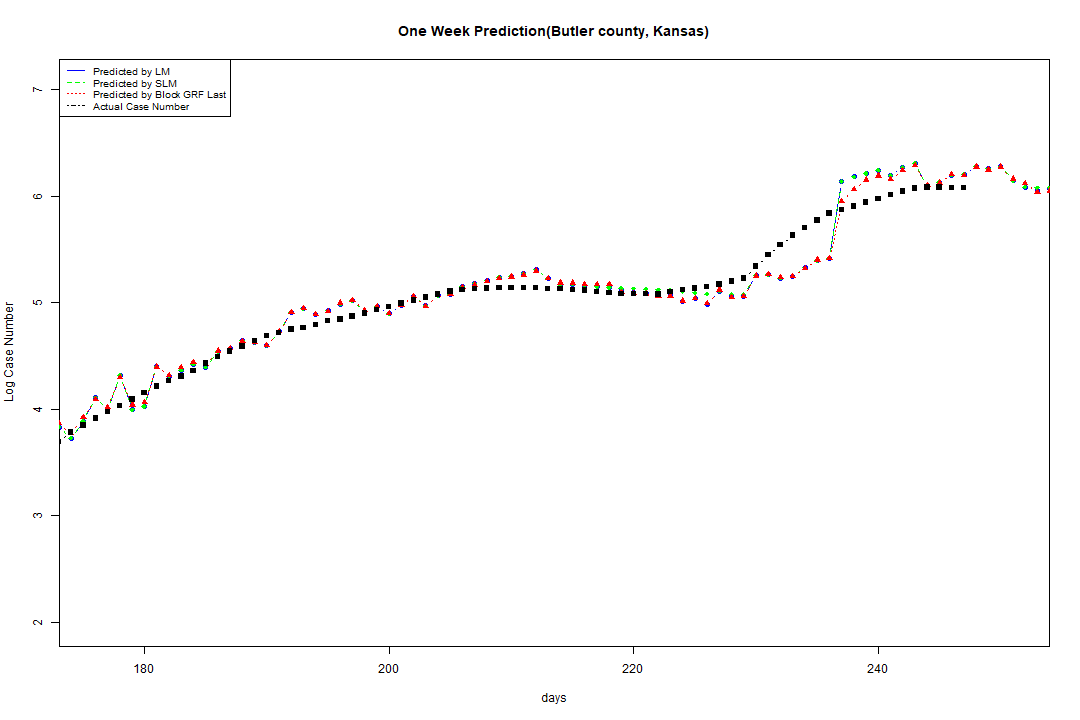 One Week Prediction(Butler county, Kansas)
Predicted by LM
Predicted by SLM
Predicted by Block GRF Last
Actual Case Number
7
6
5
4
3
2
Log Case Number
180 200 220 240
days